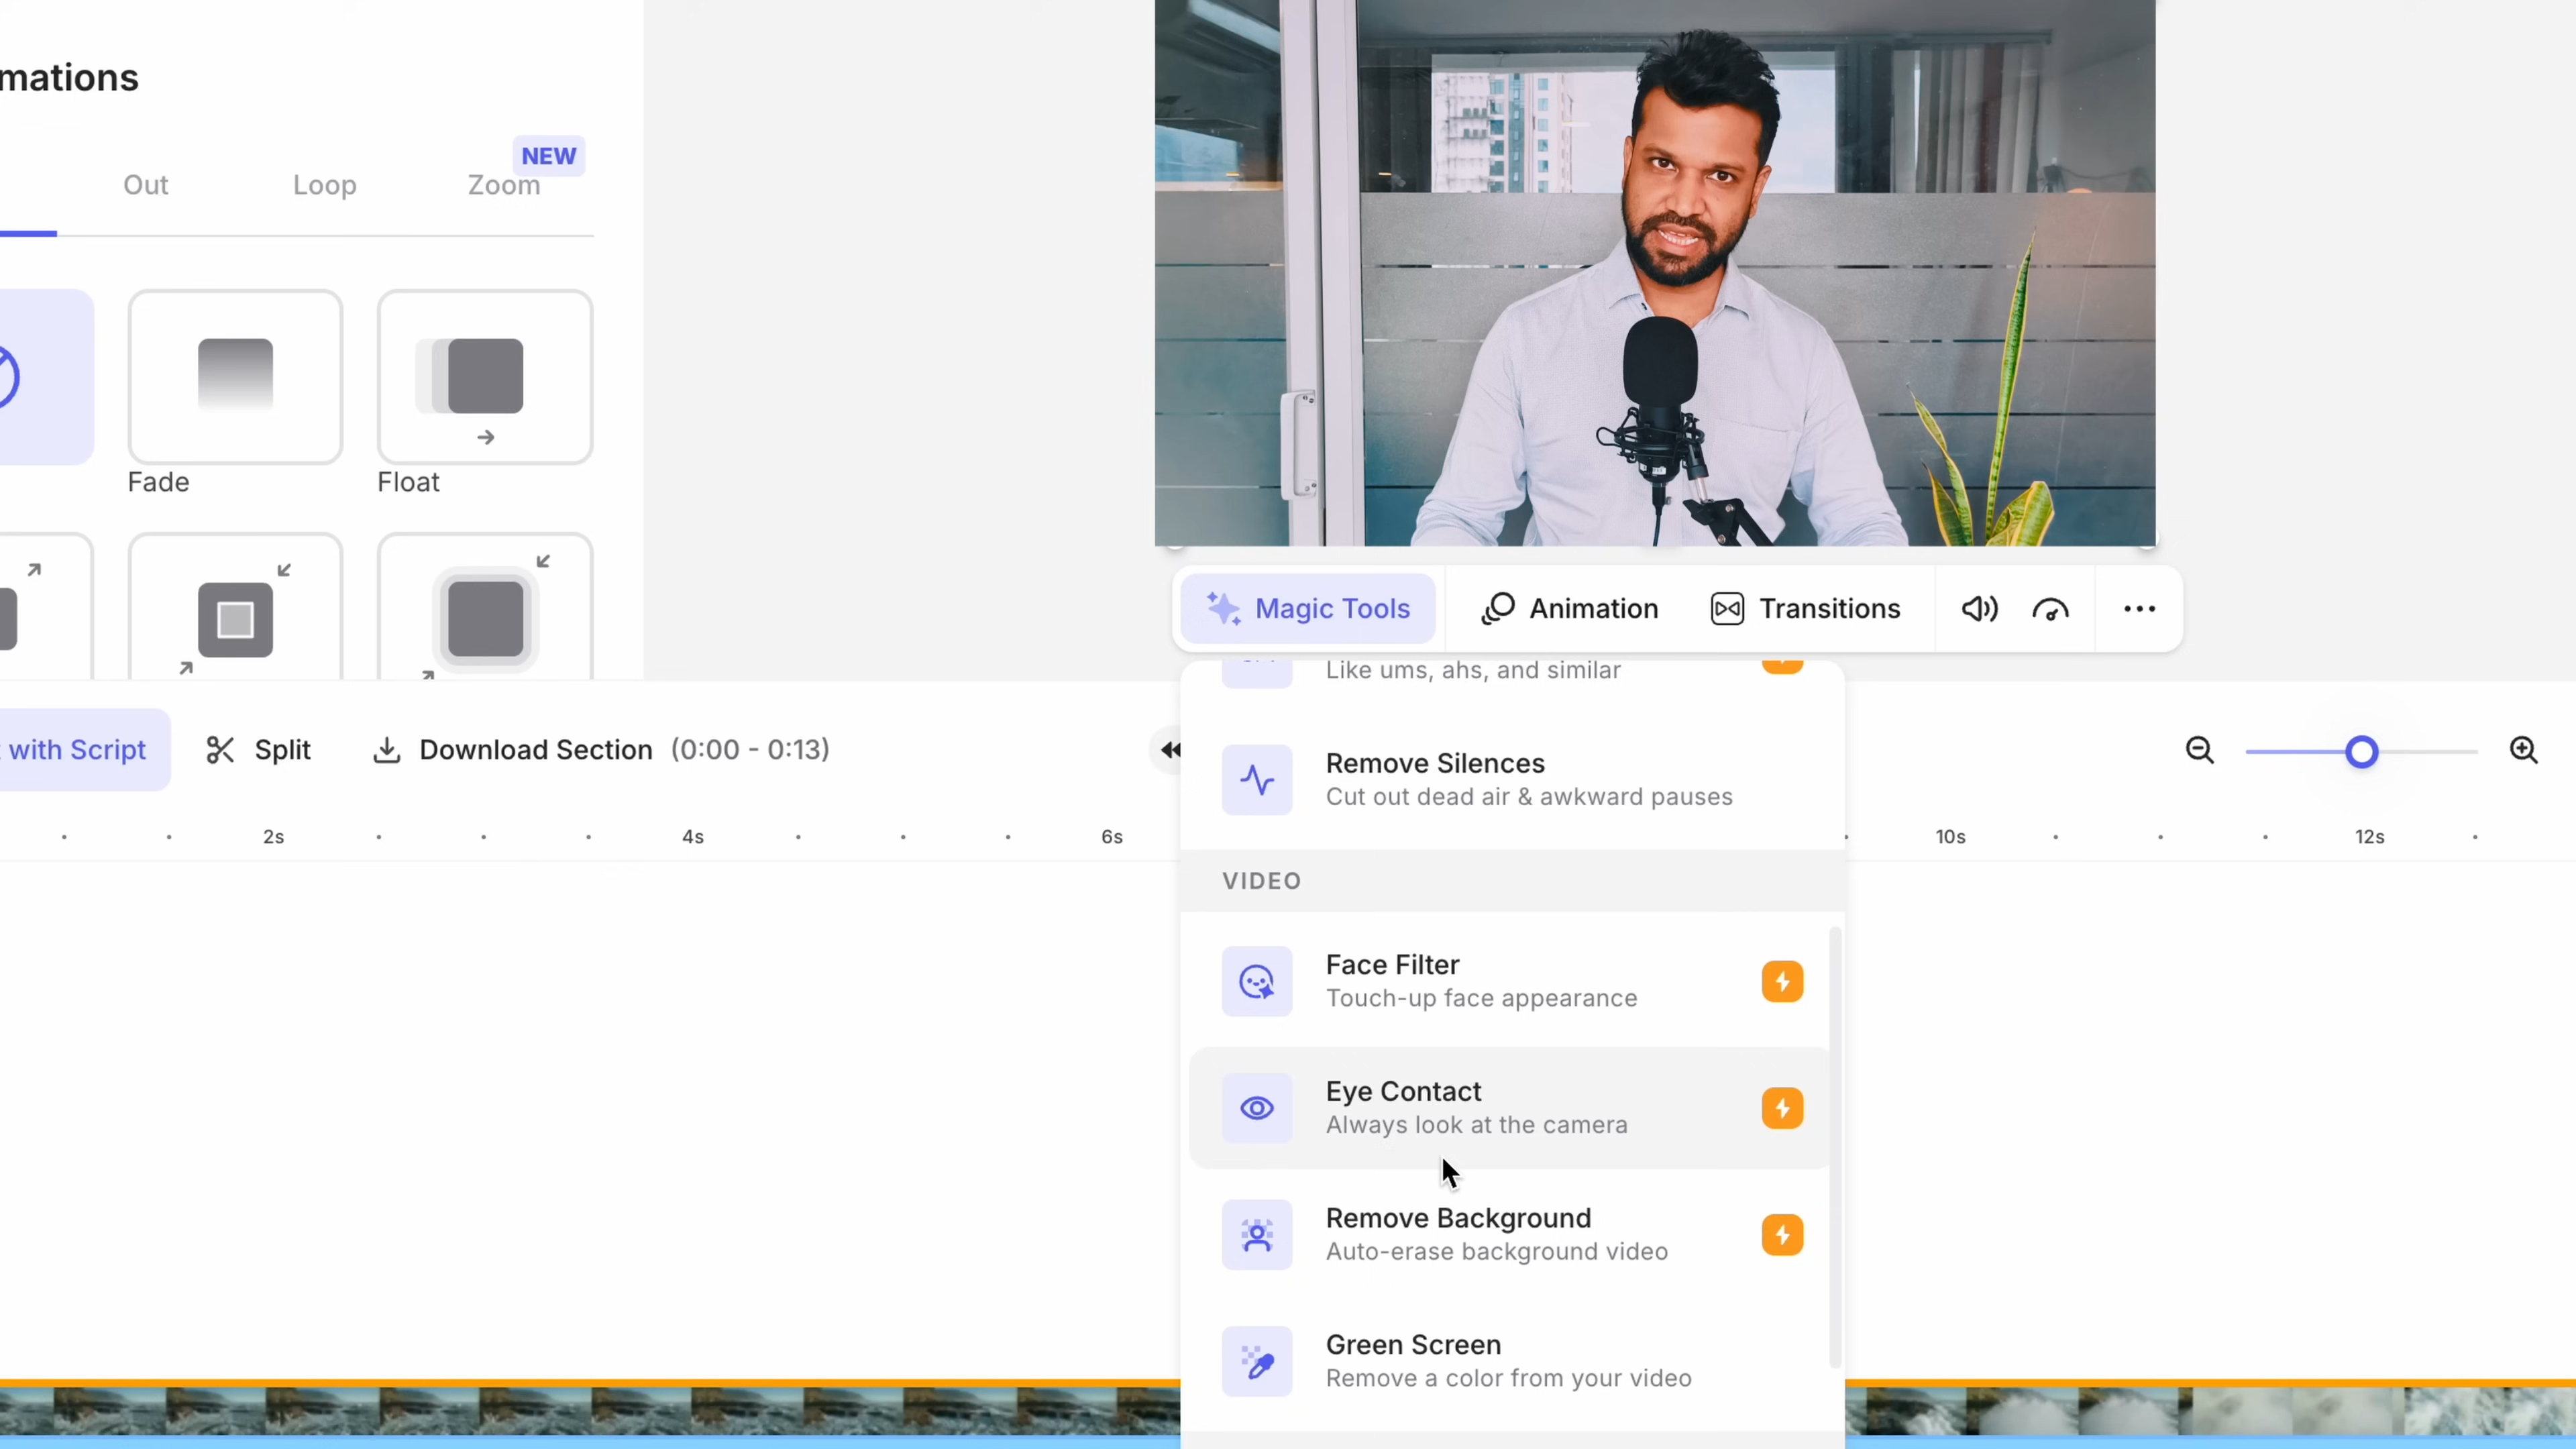 mations
NEW
Out
Loop
Zoom
Fade
Float
Magic Tools
Animation
Transitions
with Script
Split
Download Section (0:00 - 0:13)
2s
4s
6s
10s
12s
Like ums, ahs, and similar
Remove Silences
Cut out dead air & awkward pauses
VIDEO
Face Filter
Touch-up face appearance
Eye Contact
Always look at the camera
Remove Background
Auto-erase background video
Green Screen
Remove a color from your video